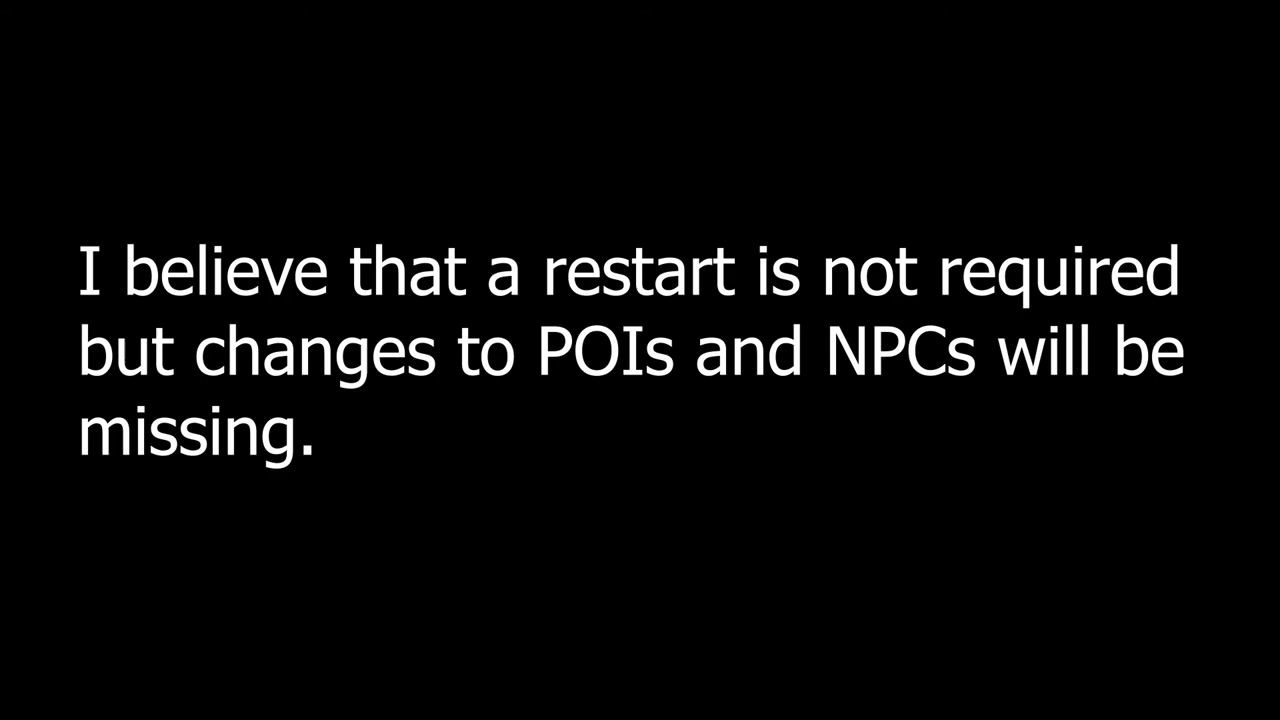 I believe that a restart is not required
but changes to POIs and NPCs will be
missing.